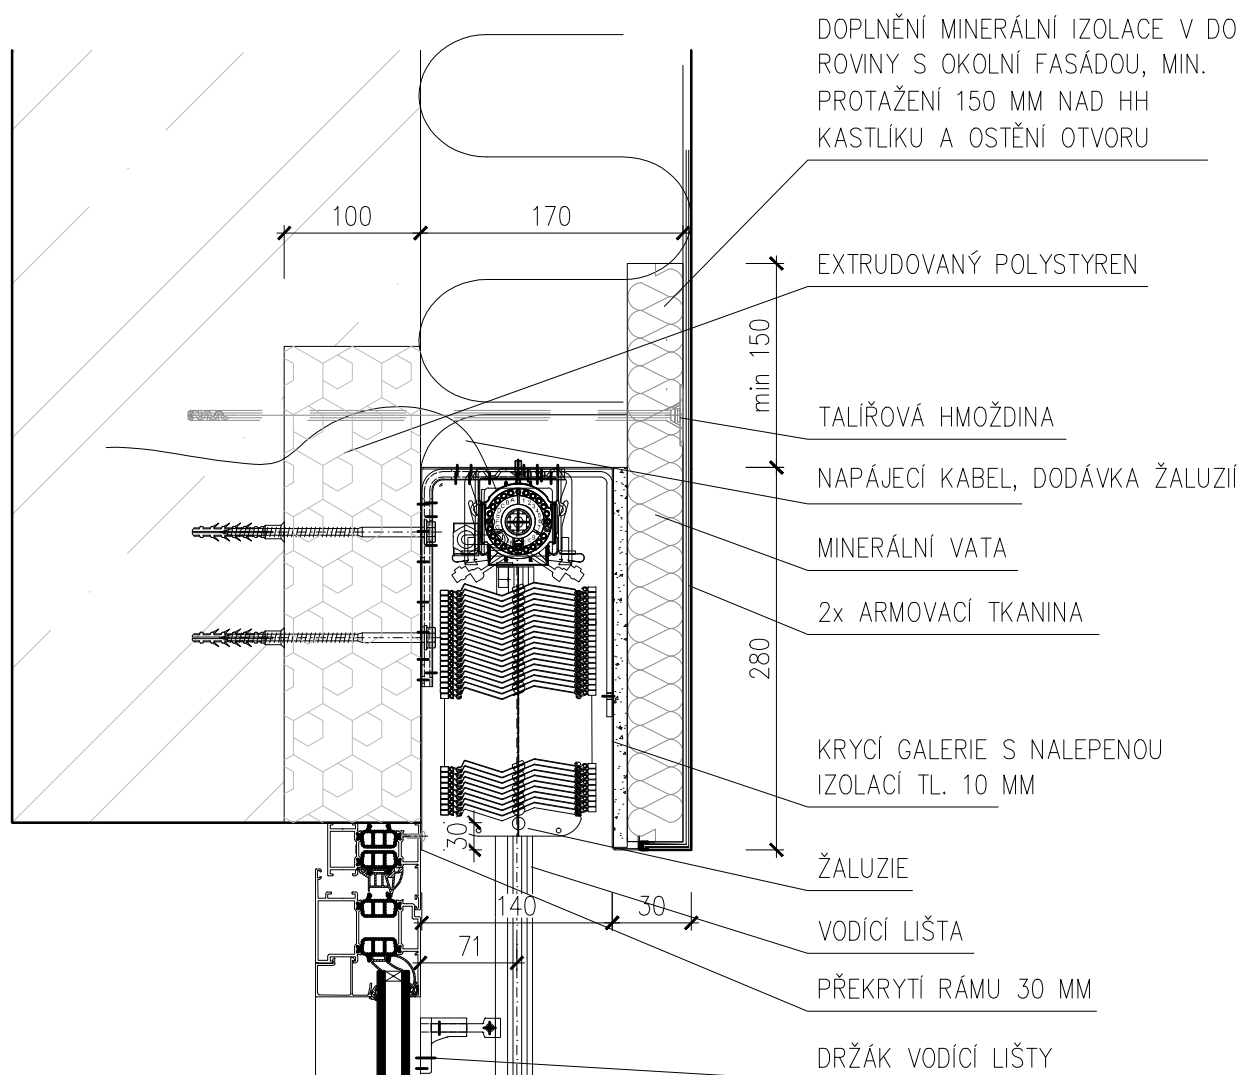 DOPLNĚNÍ MINERÁLNÍ IZOLACE V DO
ROVINY S OKOLNÍ FASÁDOU, MIN.
PROTAŽENÍ 150 MM NAD HH
KASTLÍKU A OSTĚNÍ OTVORU
100
170
EXTRUDOVANÝ POLYSTYREN
min 150
TALÍŘOVÁ HMOŽDINA
NAPÁJECÍ KABEL, DODÁVKA ŽALUZIÍ
MINERÁLNÍ VATA
2x ARMOVACÍ TKANINA
280
KRYCÍ GALERIE S NALEPENOU
IZOLACÍ TL. 10 MM
30
ŽALUZIE
140
30
VODÍCÍ LIŠTA
71
PŘEKRYTÍ RÁMU 30 MM
DRŽÁK VODÍCÍ LIŠTY